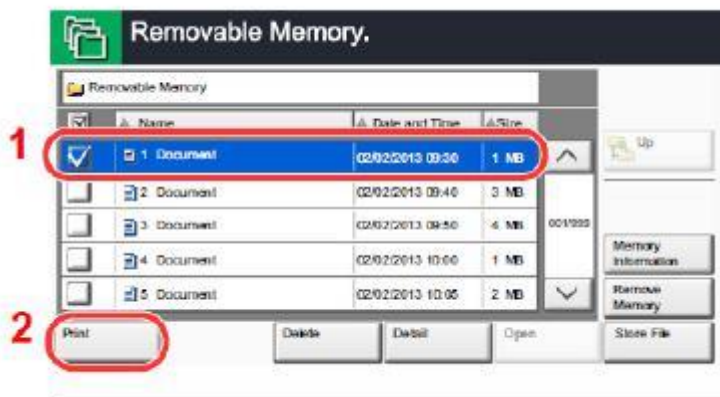 Removable Memory.
Removable Memory
Name Date and Time Size
1
1 Document 02/02/2013 09:30 1 MB
Up
2 Document 02/02/2013 09:40 3 MB
3 Document 02/02/2013 09:50 4 MB
001/999
4 Document 02/02/2013 10:00 1 MB
Memory
Information
5 Document 02/02/2013 10:05 2 MB
Remove
Memory
2
Print Delete Detail Open Store File